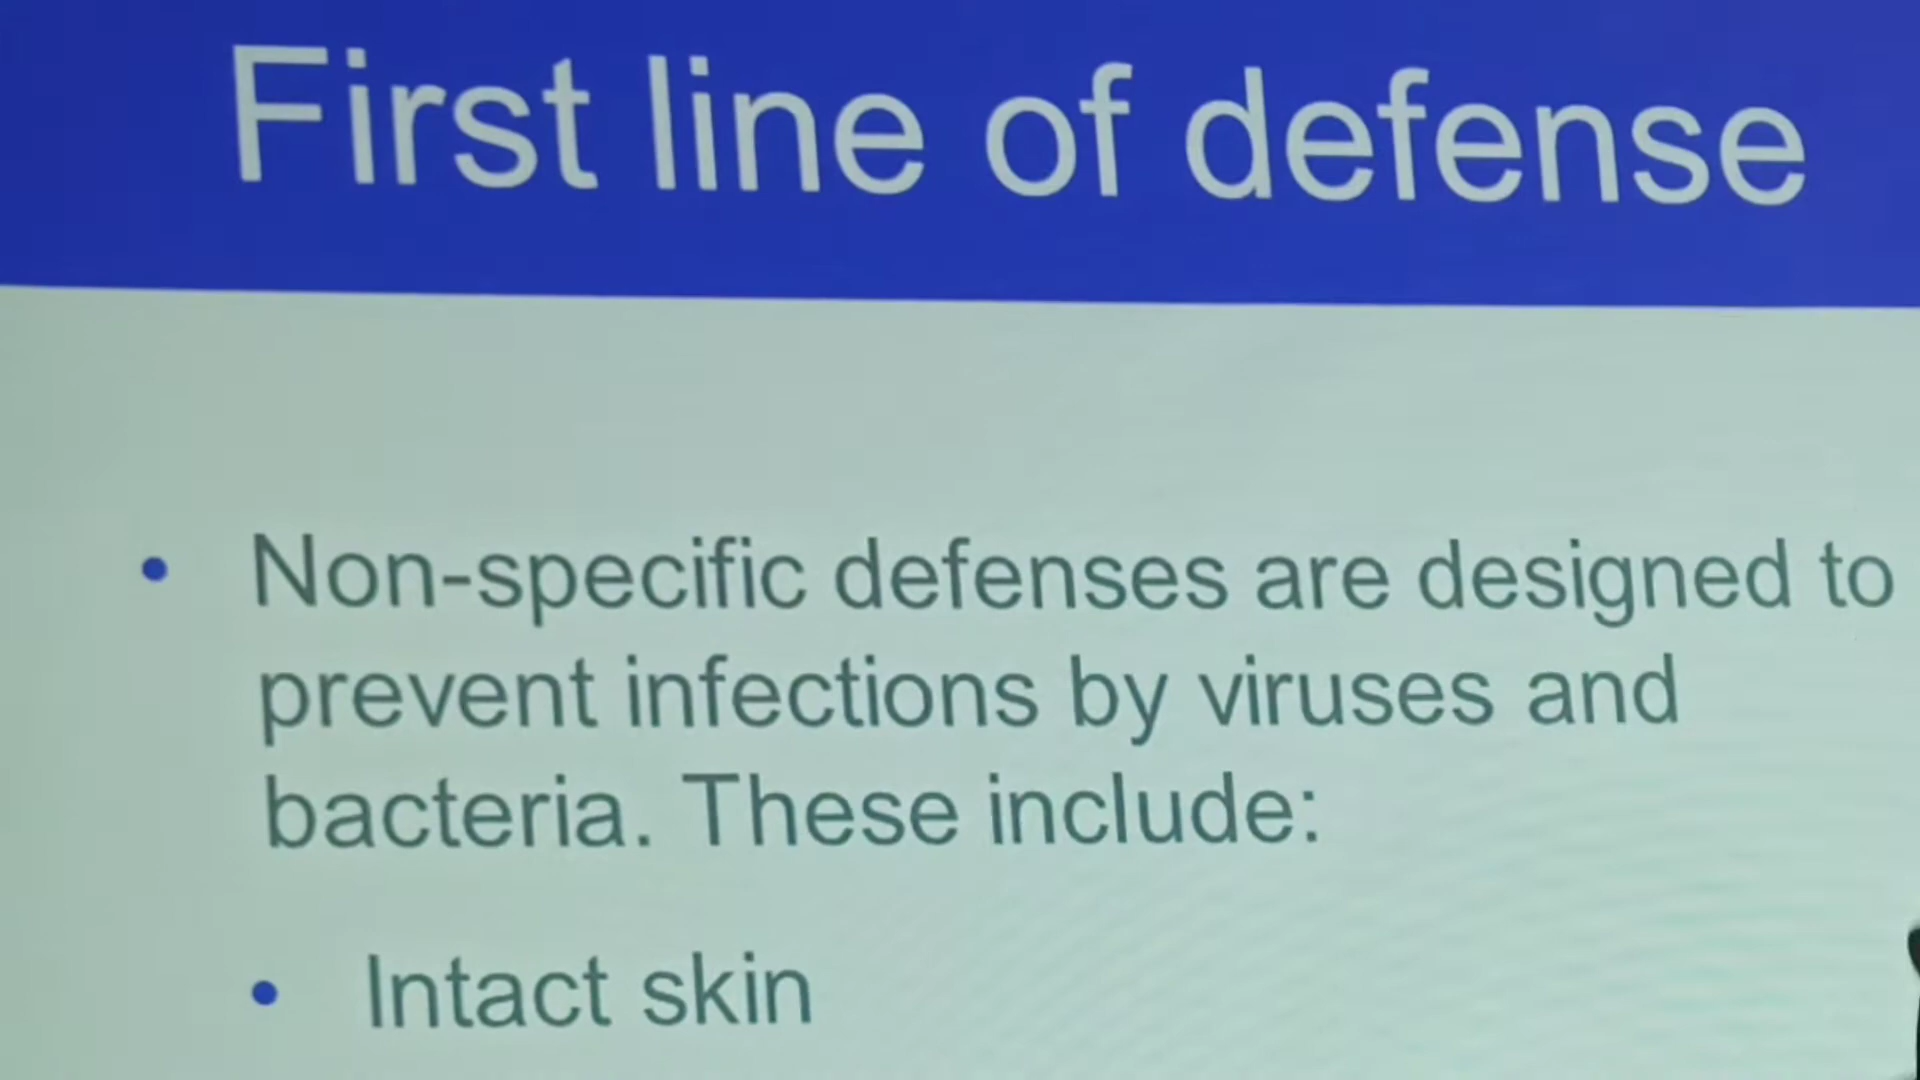 First line of defense
• Non-specific defenses are designed to
prevent infections by viruses and
bacteria. These include:
• Intact skin